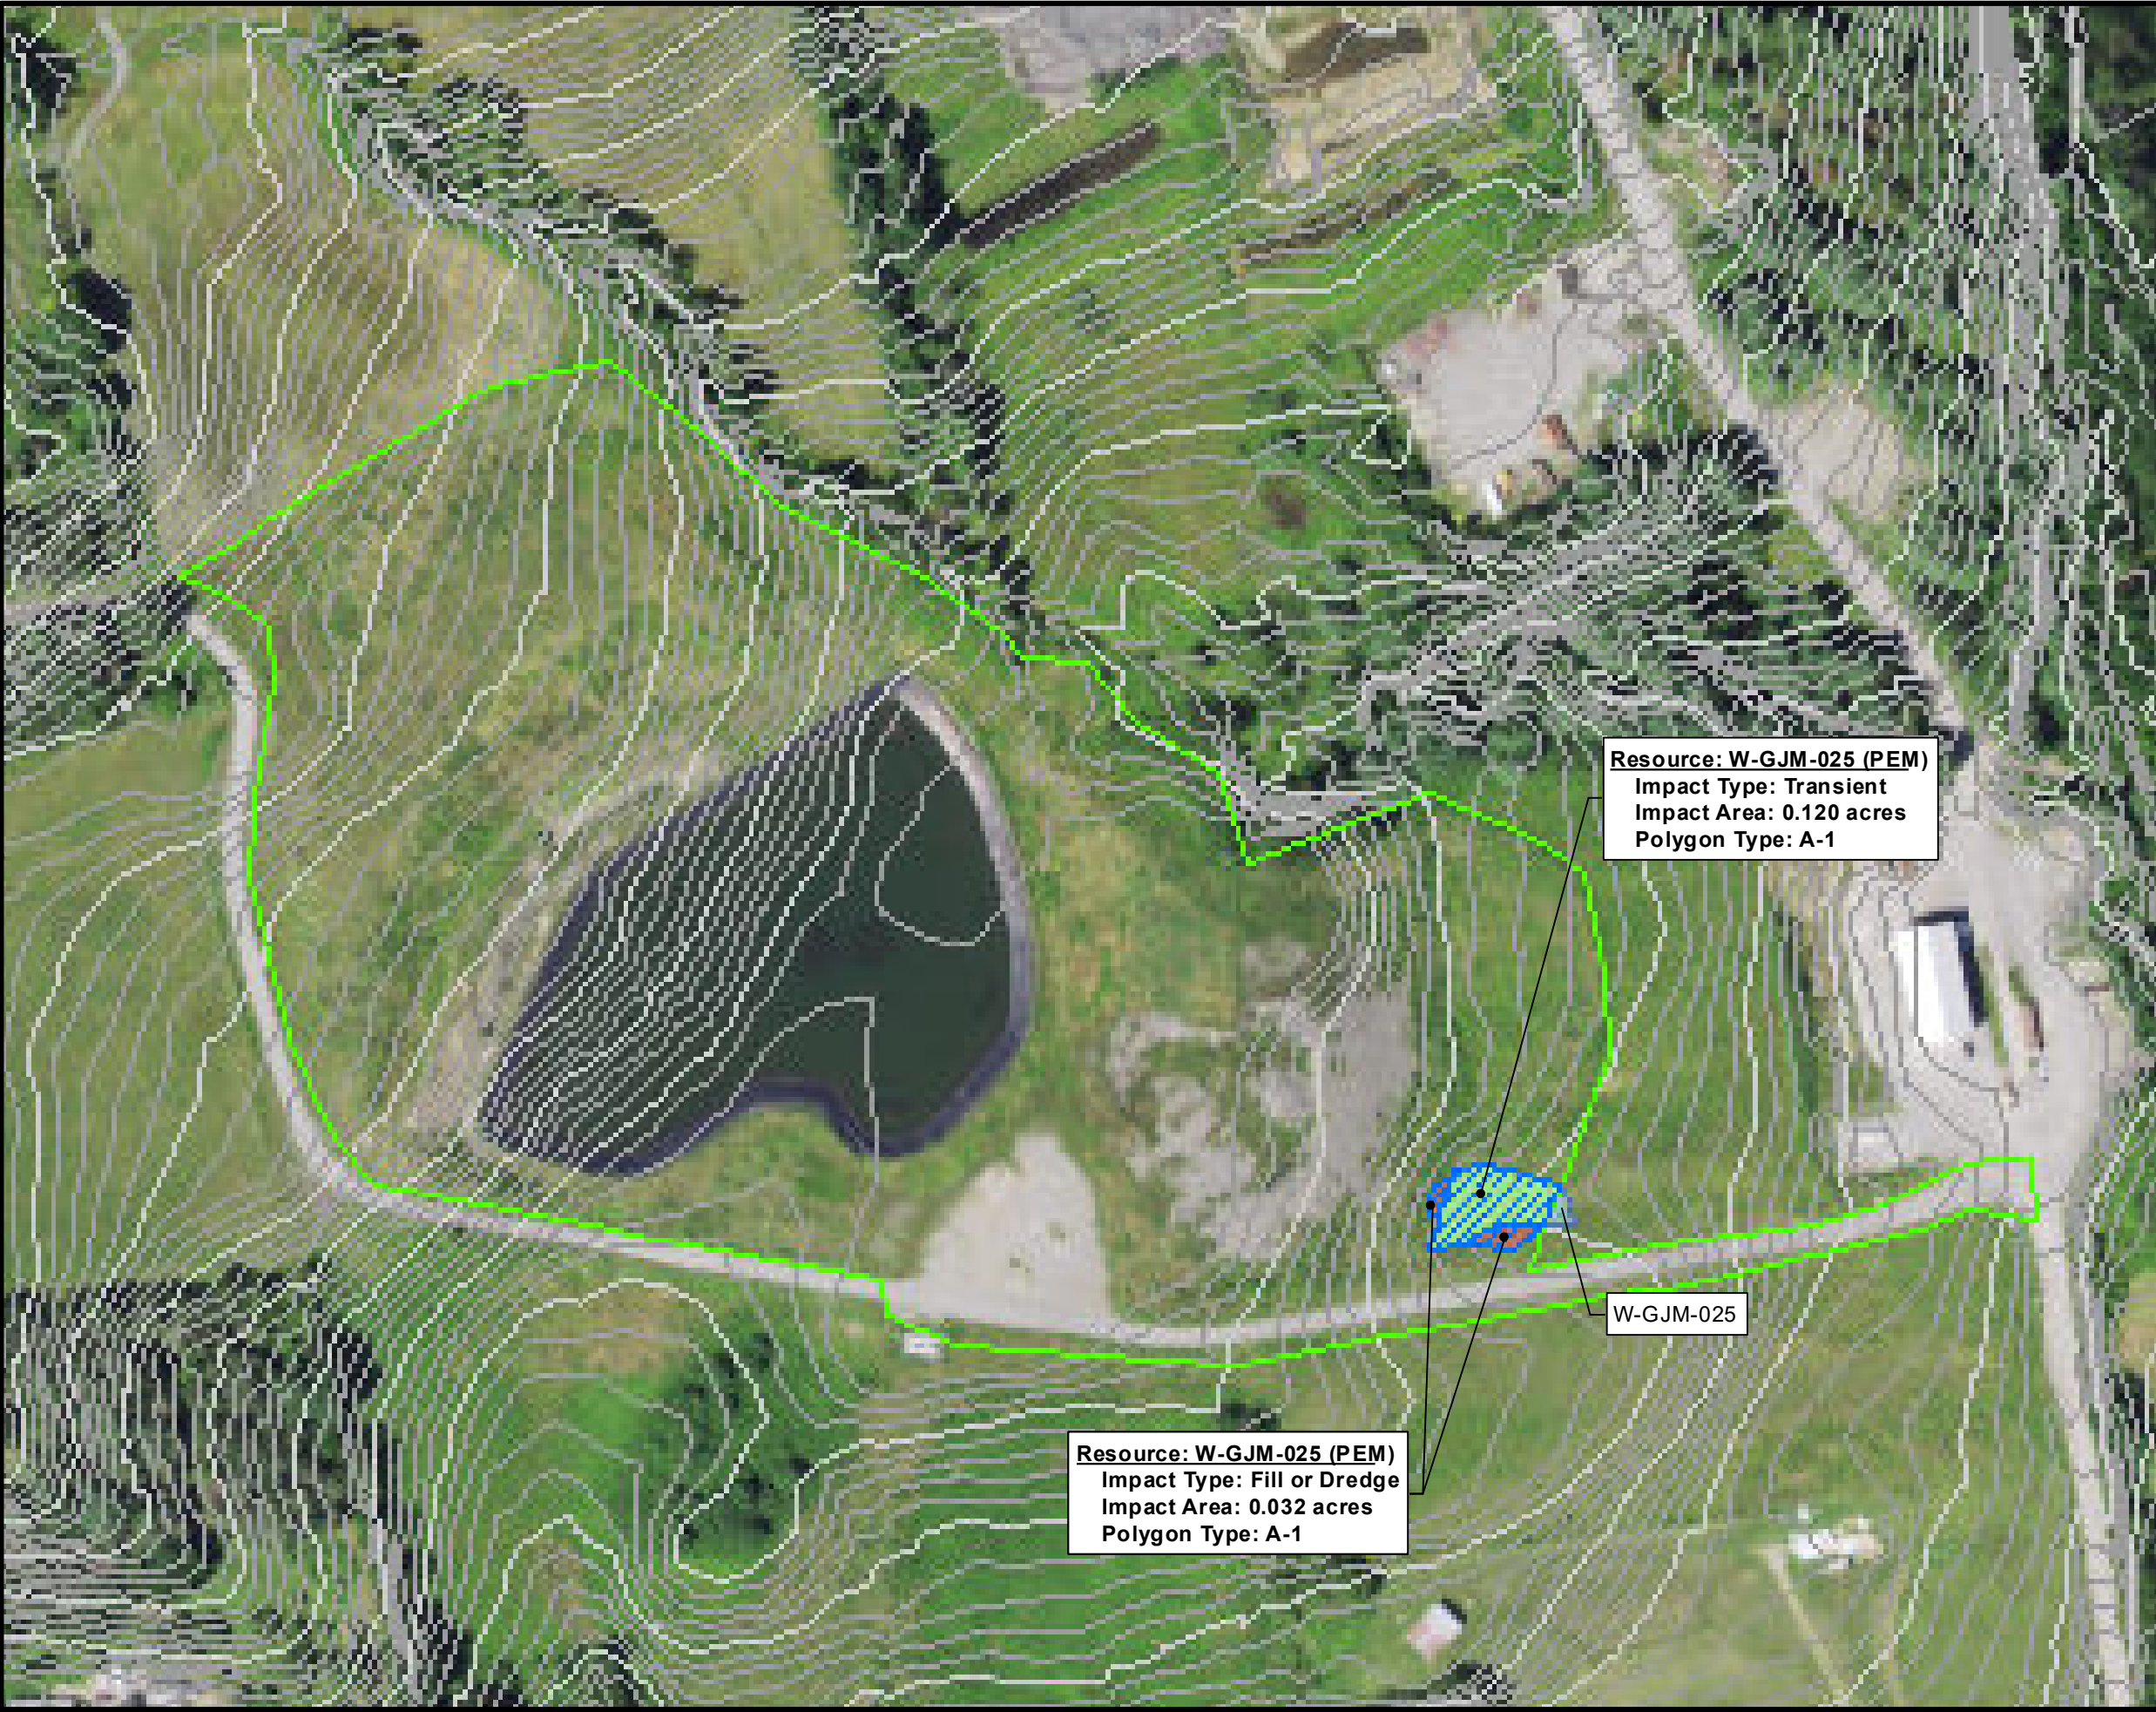 Resource: W-GJM-025 (PEM)
Impact Type: Transient
Impact Area: 0.120 acres
Polygon Type: A-1
W-GJM-025
Resource: W-GJM-025 (PEM)
Impact Type: Fill or Dredge
Impact Area: 0.032 acres
Polygon Type: A-1